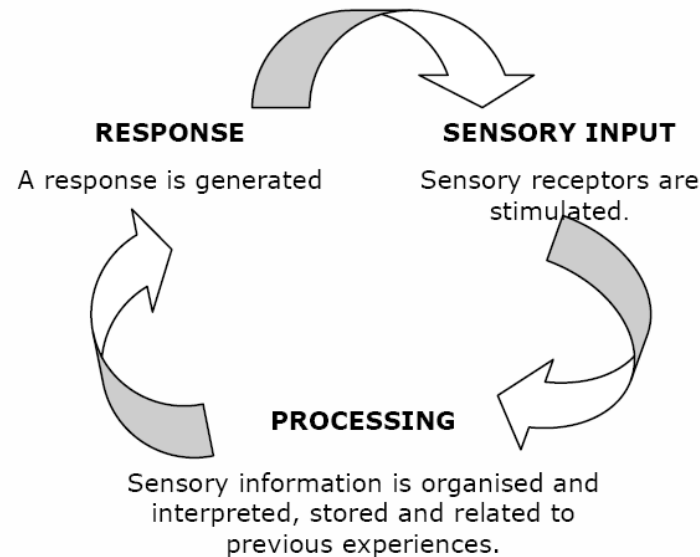 RESPONSE
A response is generated
SENSORY INPUT
Sensory receptors are
stimulated.
PROCESSING
Sensory information is organised and
interpreted, stored and related to
previous experiences.